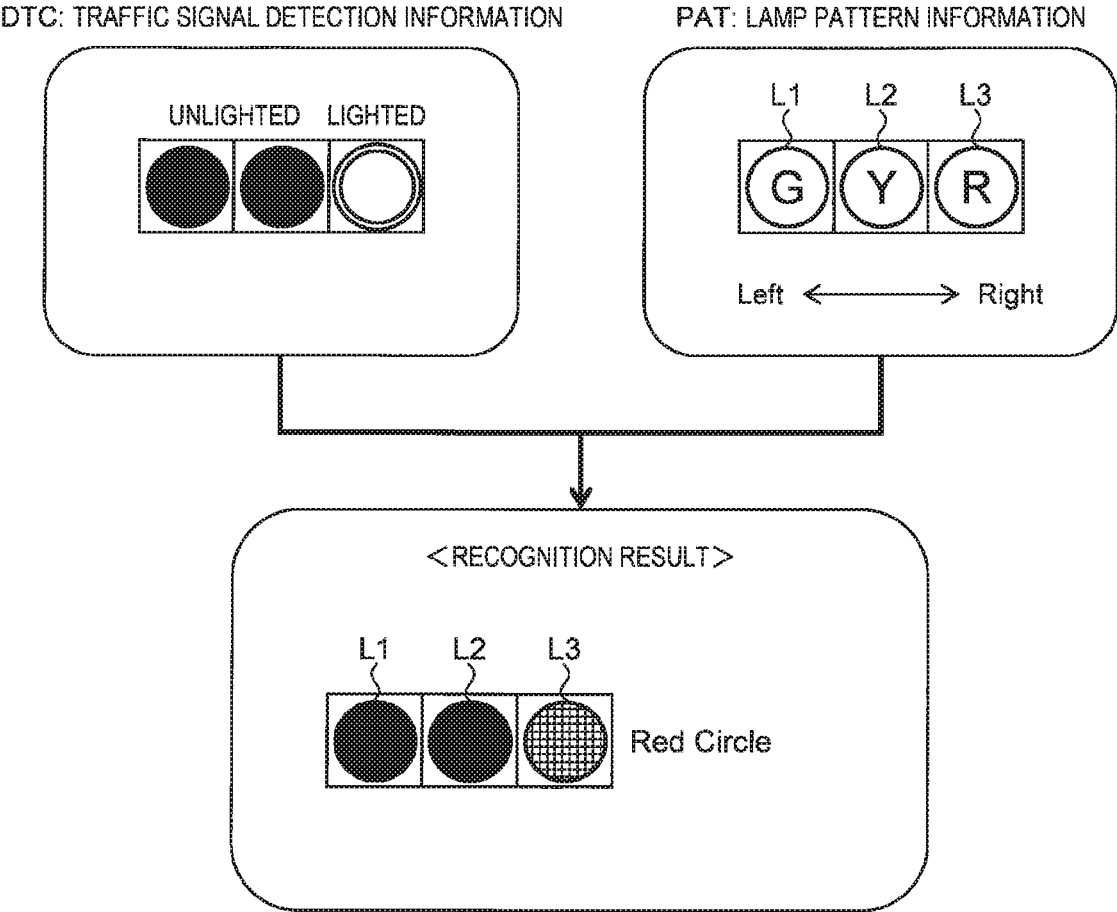 DTC: TRAFFIC SIGNAL DETECTION INFORMATION
UNLIGHTED LIGHTED
PAT: LAMP PATTERN INFORMATION
L1 L2 L3
G Y R
Left Right
<RECOGNITION RESULT>
L1 L2 L3
Red Circle